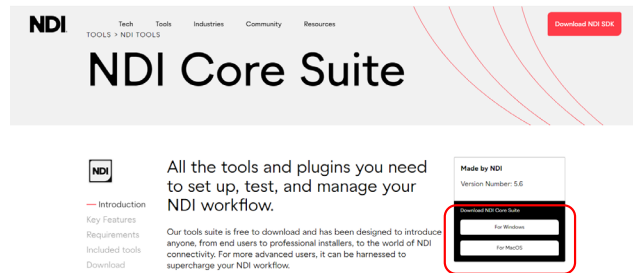 NDI
Tech Tools Industries Community Resources
Download NDI SDK
TOOLS > NDI TOOLS
NDI Core Suite
NDI
Introduction
Key Features
Requirements
Included tools
Download
All the tools and plugins you need
to set up, test, and manage your
NDI workflow.
Our tools suite is free to download and has been designed to introduce
anyone, from end users to professional installers, to the world of NDI
connectivity. For more advanced users, it can be harnessed to
supercharge your NDI workflow.
Made by NDI
Version Number: 5.6
Download NDI Core Suite
For Windows
For MacOS